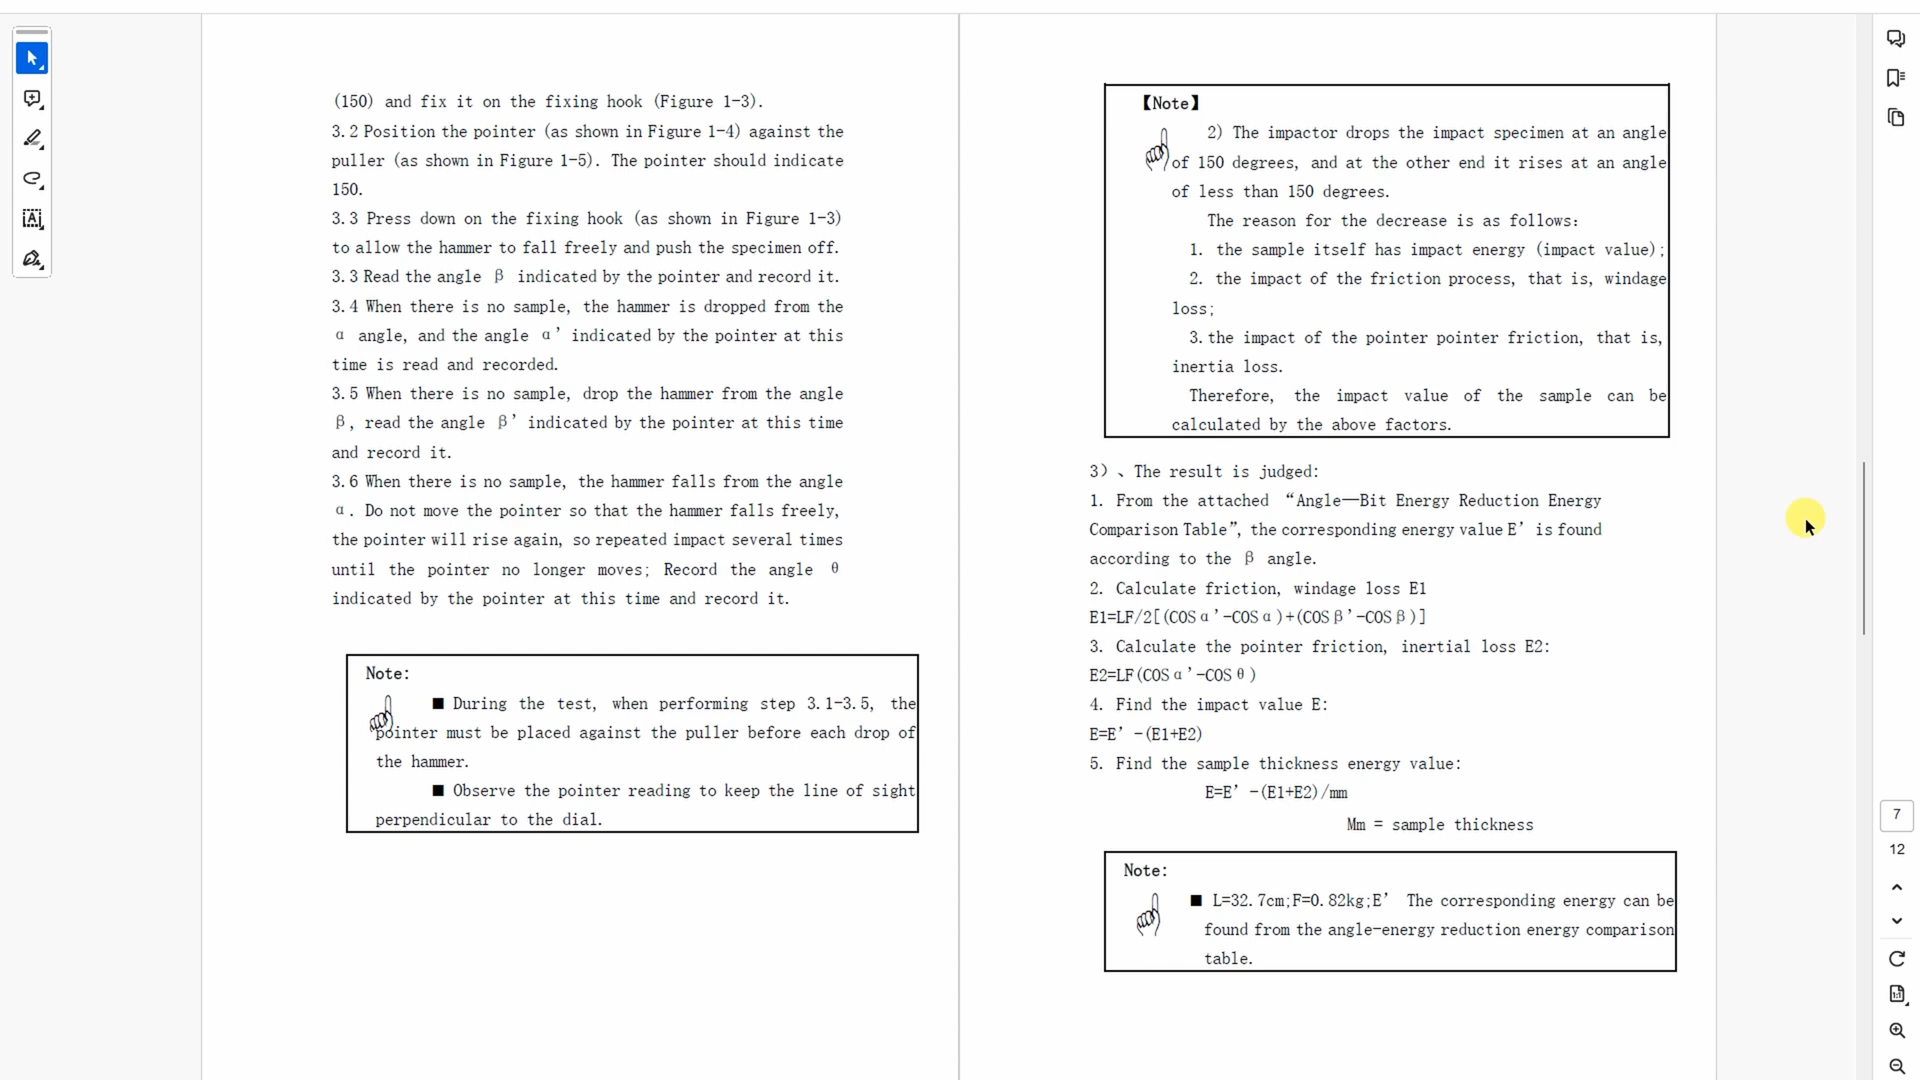 (150) and fix it on the fixing hook (Figure 1-3).
3.2 Position the pointer (as shown in Figure 1-4) against the
puller (as shown in Figure 1-5). The pointer should indicate
150.
3.3 Press down on the fixing hook (as shown in Figure 1-3)
to allow the hammer to fall freely and push the specimen off.
3.3 Read the angle β indicated by the pointer and record it.
3.4 When there is no sample, the hammer is dropped from the
α angle, and the angle α’ indicated by the pointer at this
time is read and recorded.
3.5 When there is no sample, drop the hammer from the angle
β, read the angle β’ indicated by the pointer at this time
and record it.
3.6 When there is no sample, the hammer falls from the angle
α. Do not move the pointer so that the hammer falls freely,
the pointer will rise again, so repeated impact several times
until the pointer no longer moves; Record the angle θ
indicated by the pointer at this time and record it.
Note:
■ During the test, when performing step 3.1-3.5, the
pointer must be placed against the puller before each drop of
the hammer.
■ Observe the pointer reading to keep the line of sight
perpendicular to the dial.
【Note】
2) The impactor drops the impact specimen at an angle
of 150 degrees, and at the other end it rises at an angle
of less than 150 degrees.
The reason for the decrease is as follows:
1. the sample itself has impact energy (impact value);
2. the impact of the friction process, that is, windage
loss;
3. the impact of the pointer pointer friction, that is,
inertia loss.
Therefore, the impact value of the sample can be
calculated by the above factors.
3）、The result is judged:
1. From the attached “Angle—Bit Energy Reduction Energy
Comparison Table”, the corresponding energy value E’ is found
according to the β angle.
2. Calculate friction, windage loss E1
E1=LF/2[(COSα’-COSα)+(COSβ’-COSβ)]
3. Calculate the pointer friction, inertial loss E2:
E2=LF(COSα’-COSθ)
4. Find the impact value E:
E=E’-(E1+E2)
5. Find the sample thickness energy value:
E=E’-(E1+E2)/mm
Mm = sample thickness
Note:
■ L=32.7cm;F=0.82kg;E’ The corresponding energy can be
found from the angle-energy reduction energy comparison
table.
7
12